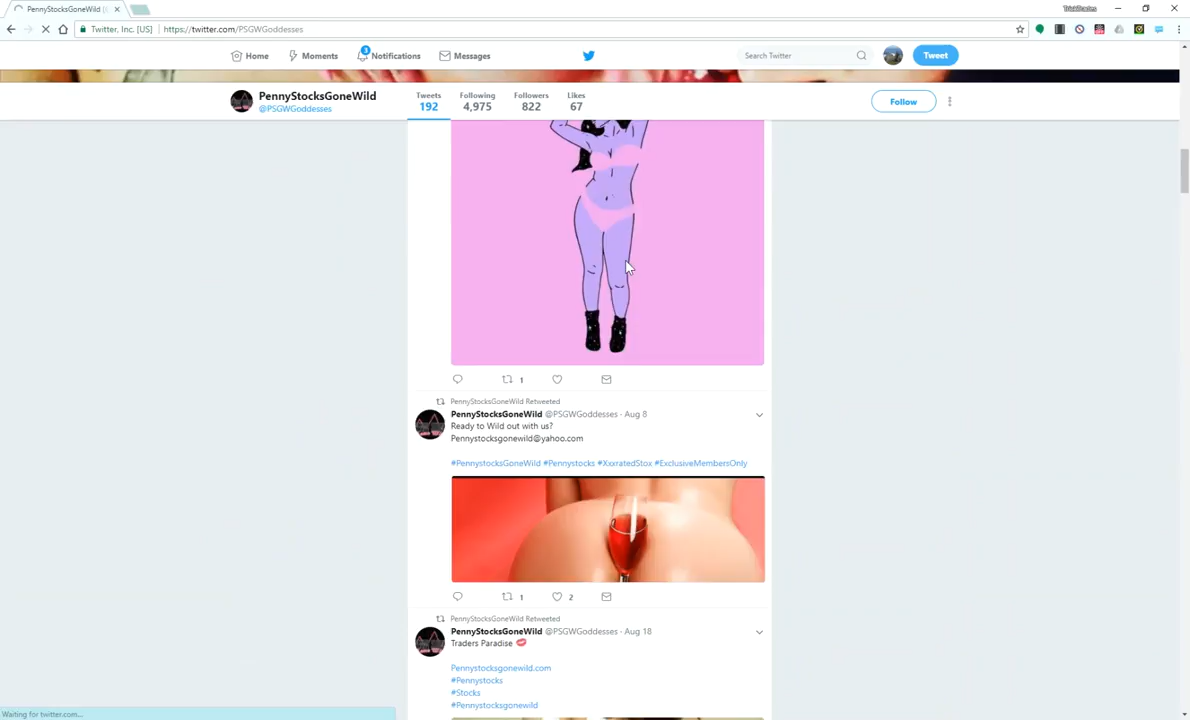 PennyStocksGoneWild (
Twitter, Inc. [US]
https://twitter.com/PSGWGoddesses
Home
Moments
3
Notifications
Messages
Search Twitter
Tweet
PennyStocksGoneWild
@PSGWGoddesses
Tweets
192
Following
4,975
Followers
822
Likes
67
Follow
1
PennyStocksGoneWild Retweeted
PennyStocksGoneWild @PSGWGoddesses · Aug 8
Ready to Wild out with us?
Pennystocksgonewild@yahoo.com
#PennystocksGoneWild #Pennystocks #XxxratedStox #ExclusiveMembersOnly
1 2
PennyStocksGoneWild Retweeted
PennyStocksGoneWild @PSGWGoddesses · Aug 18
Traders Paradise
Pennystocksgonewild.com
#Pennystocks
#Stocks
#Pennystocksgonewild
Waiting for twitter.com...